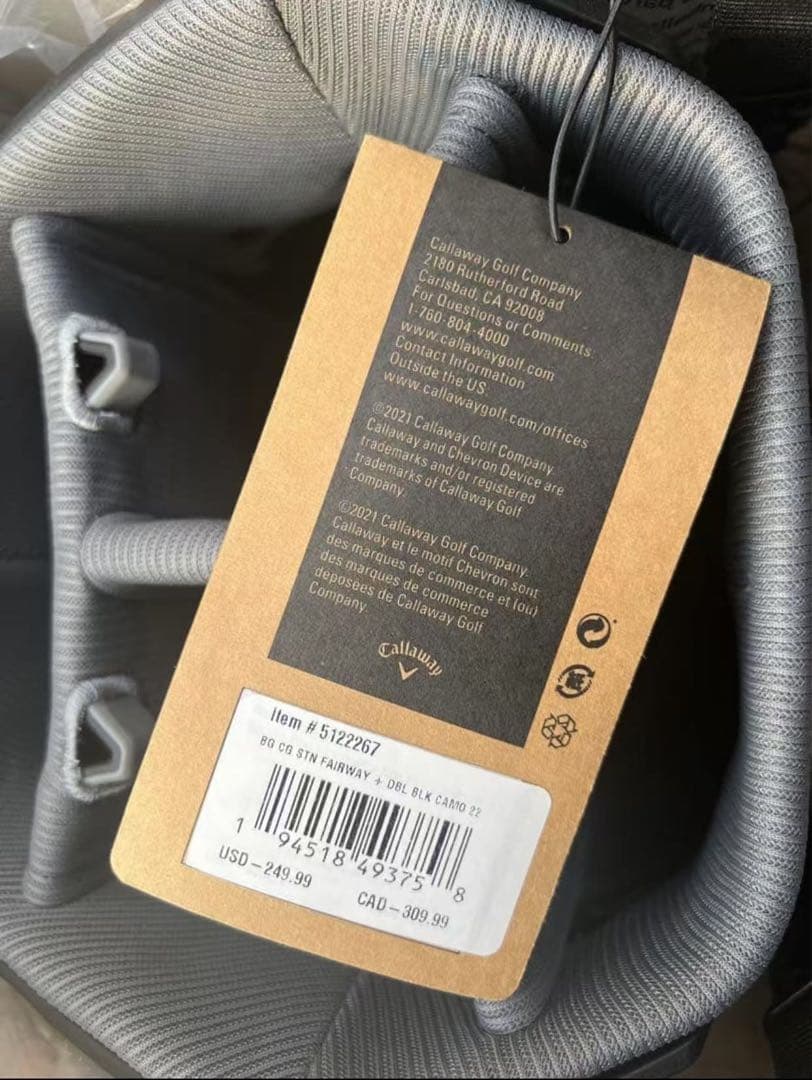 Callaway Golf Company
2180 Rutherford Road
Carlsbad, CA 92008
For Questions or Comments
1-760-804-4000
www.callawaygolf.com
Contact Information
Outside the US
www.callawaygolf.com/offices
©2021 Callaway Golf Company.
Callaway and Chevron Device are
trademarks and/or registered
trademarks of Callaway Golf
Company.
©2021 Callaway Golf Company.
Callaway et le motif Chevron sont
des marques de commerce et (ou)
des marques de commerce
déposées de Callaway Golf
Company.
Callaway
Item # 5122267
BG CG STN FAIRWAY + DBL BLK CAMO 22
1 94518 49375 8
USD-249.99
CAD-309.99